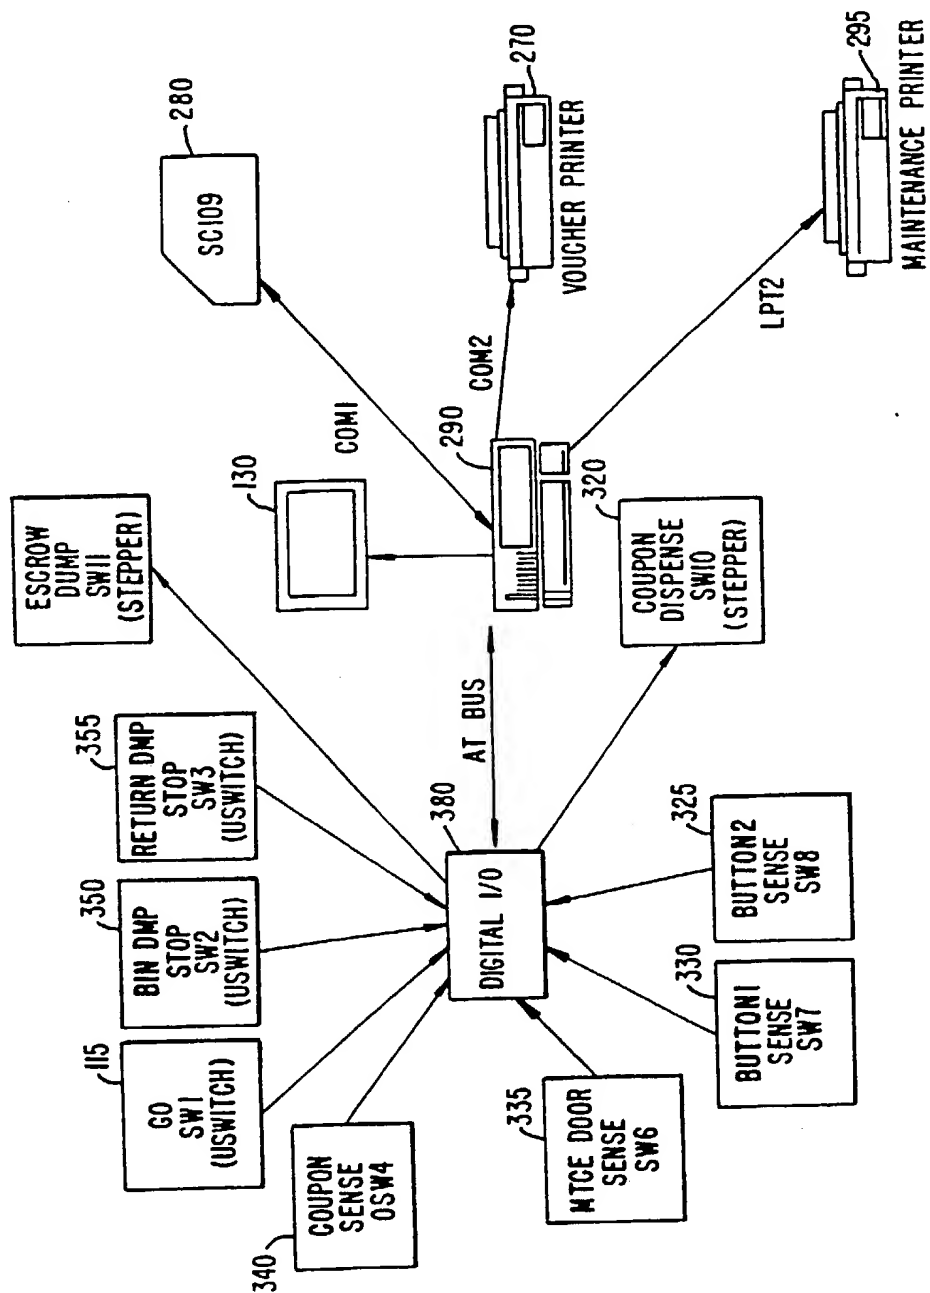 115
GO
SW1
(USWITCH)
350
BIN DMP
STOP
SW2
(USWITCH)
355
RETURN DMP
STOP
SW3
(USWITCH)
ESCROW
DUMP
SW11
(STEPPER)
340
COUPON
SENSE
OSW4
130
280
SC109
COM1
380
DIGITAL I/O
AT BUS
290
COM2
270
VOUCHER PRINTER
335
MTCE DOOR
SENSE
SW6
330
BUTTON1
SENSE
SW7
325
BUTTON2
SENSE
SW8
320
COUPON
DISPENSE
SW10
(STEPPER)
LPT2
295
MAINTENANCE PRINTER